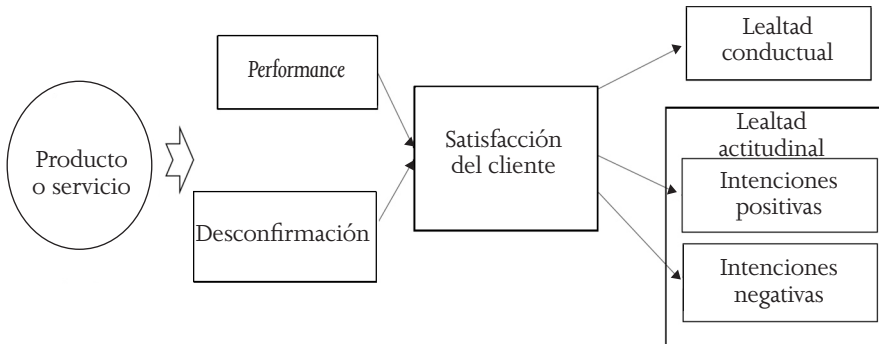 Producto
o servicio
Performance
Desconfirmación
Satisfacción
del cliente
Lealtad
conductual
Lealtad
actitudinal
Intenciones
positivas
Intenciones
negativas